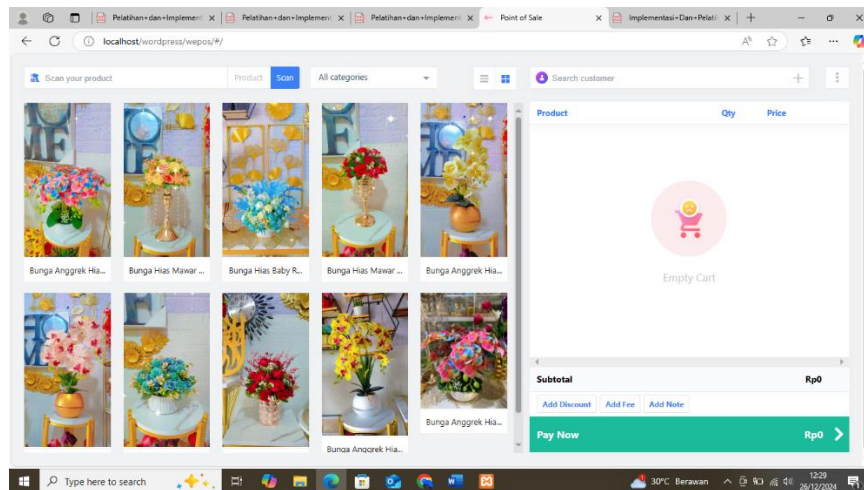 Pelatihan+dan+Implement
Pelatihan+dan+Implemen
Pelatihan+dan+Implement
Point of Sale
Implementasi+Dan+Pelati
localhost/wordpress/wepos/#/
Scan your product
Product
Scan
All categories
Search customer
Product Qty Price
Empty Cart
Bunga Anggrek Hia...
Bunga Hias Mawar ...
Bunga Hias Baby R...
Bunga Hias Mawar ...
Bunga Anggrek Hia...
Bunga Anggrek Hia...
Bunga Anggrek Hia...
Subtotal Rp0
Add Discount Add Fee Add Note
Pay Now Rp0
Type here to search
30°C Berawan
12:29
26/12/2024